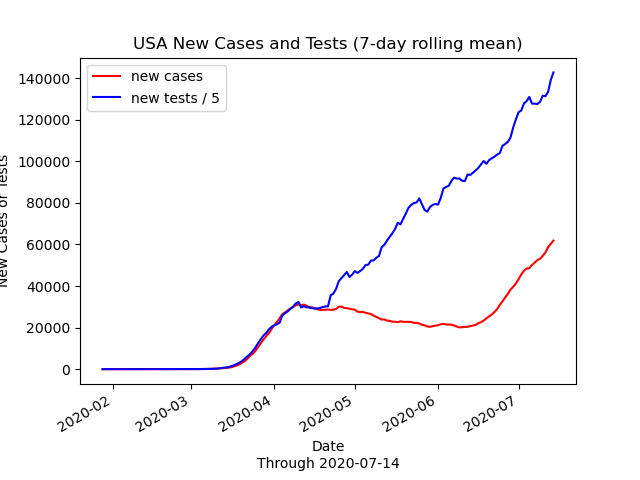 USA New Cases and Tests (7-day rolling mean)
new cases
new tests / 5
140000
120000
100000
80000
60000
40000
20000
0
New Cases or Tests
2020-02
2020-03
2020-04
2020-05
2020-06
2020-07
Date
Through 2020-07-14